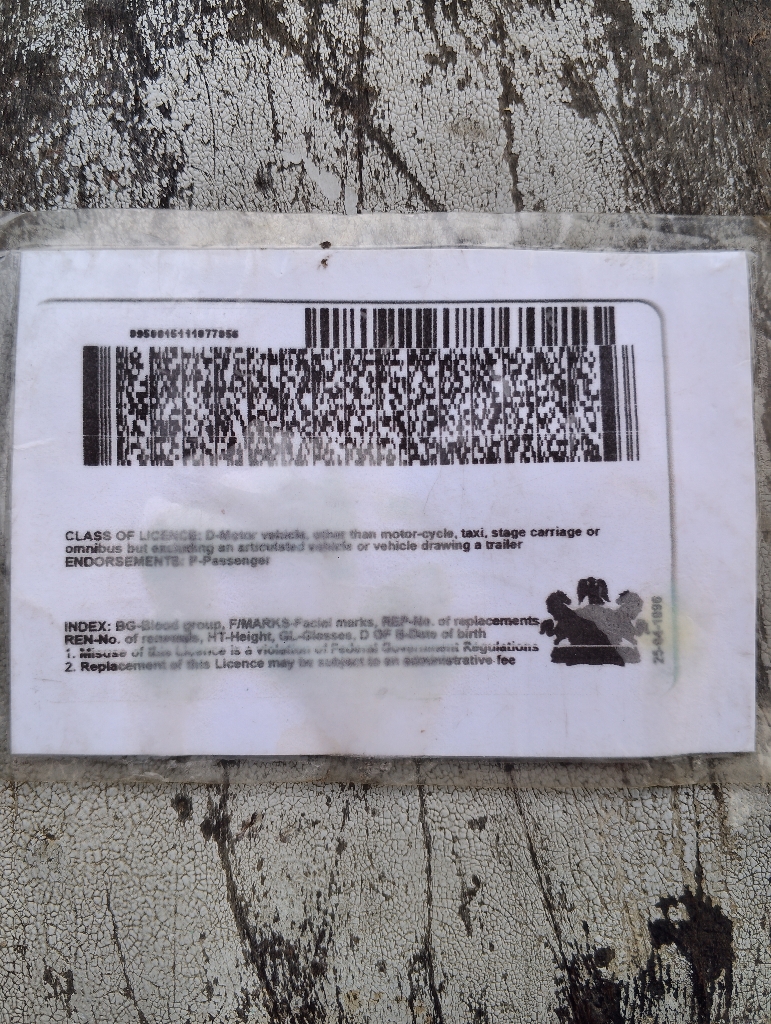 CLASS OF LICENCE: D-Motor vehicle, other than motor-cycle, taxi, stage carriage or
omnibus but excluding an articulated vehicle or vehicle drawing a trailer
ENDORSEMENTS: P-Passenger
INDEX: BG-Blood group, F/MARKS-Facial marks, REP-No. of replacements
REN-No. of renewals, HT-Height, GL-Glasses, D OF B-Date of birth
1. Misuse of this Licence is a violation of Federal Government Regulations
2. Replacement of this Licence may be subject to an administrative fee